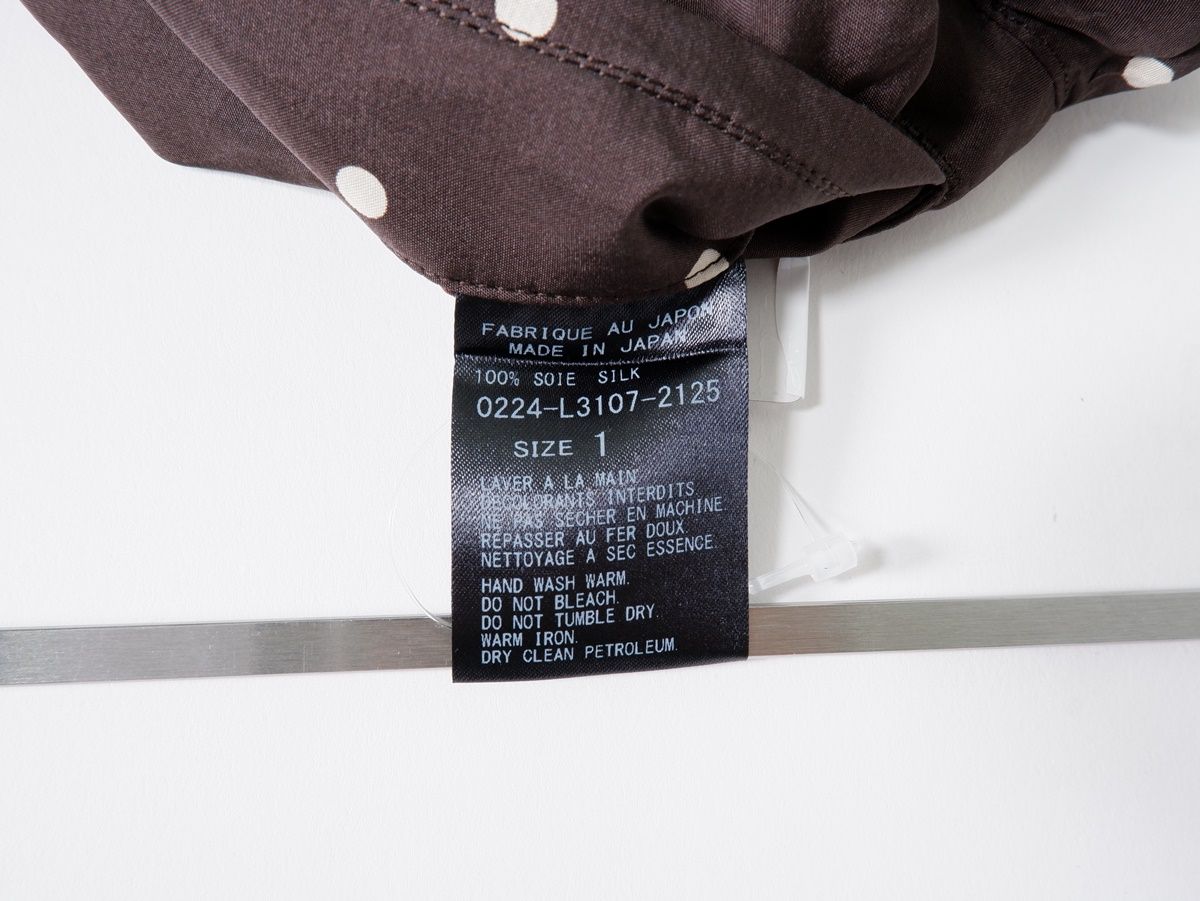 FABRIQUE AU JAPON
MADE IN JAPAN
100% SOIE SILK
0224-L3107-2125
SIZE 1
LAVER A LA MAIN
DECOLORANTS INTERDITS
NE PAS SECHER EN MACHINE.
REPASSER AU FER DOUX.
NETTOYAGE A SEC ESSENCE.
HAND WASH WARM.
DO NOT BLEACH.
DO NOT TUMBLE DRY.
WARM IRON.
DRY CLEAN PETROLEUM.